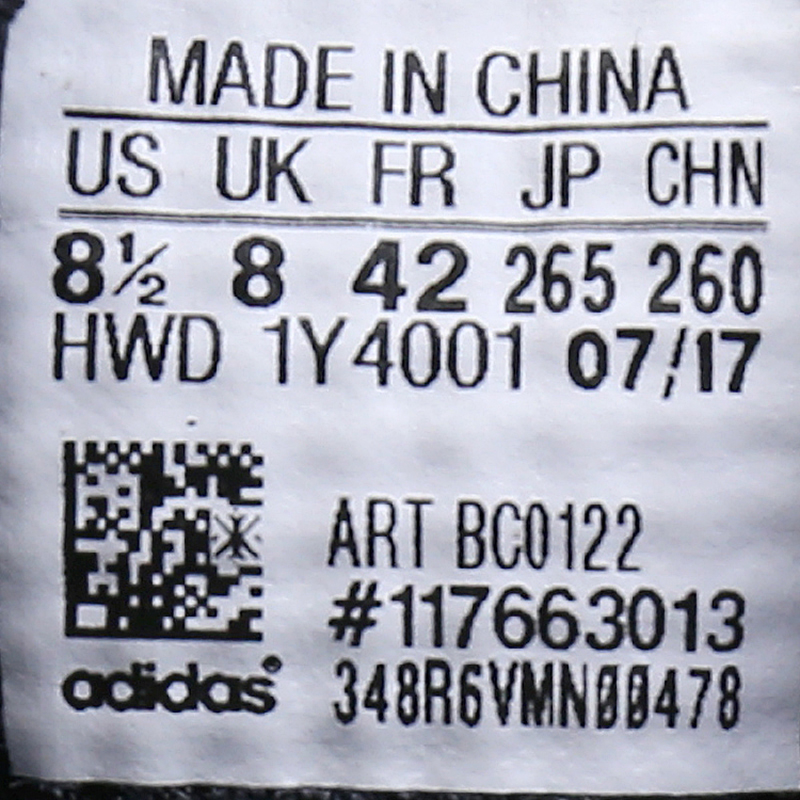 MADE IN CHINA
US UK FR JP CHN
8½ 8 42 265 260
HWD 1Y4001 07/17
ART BC0122
#117663013
adidas® 348R6VMN00478